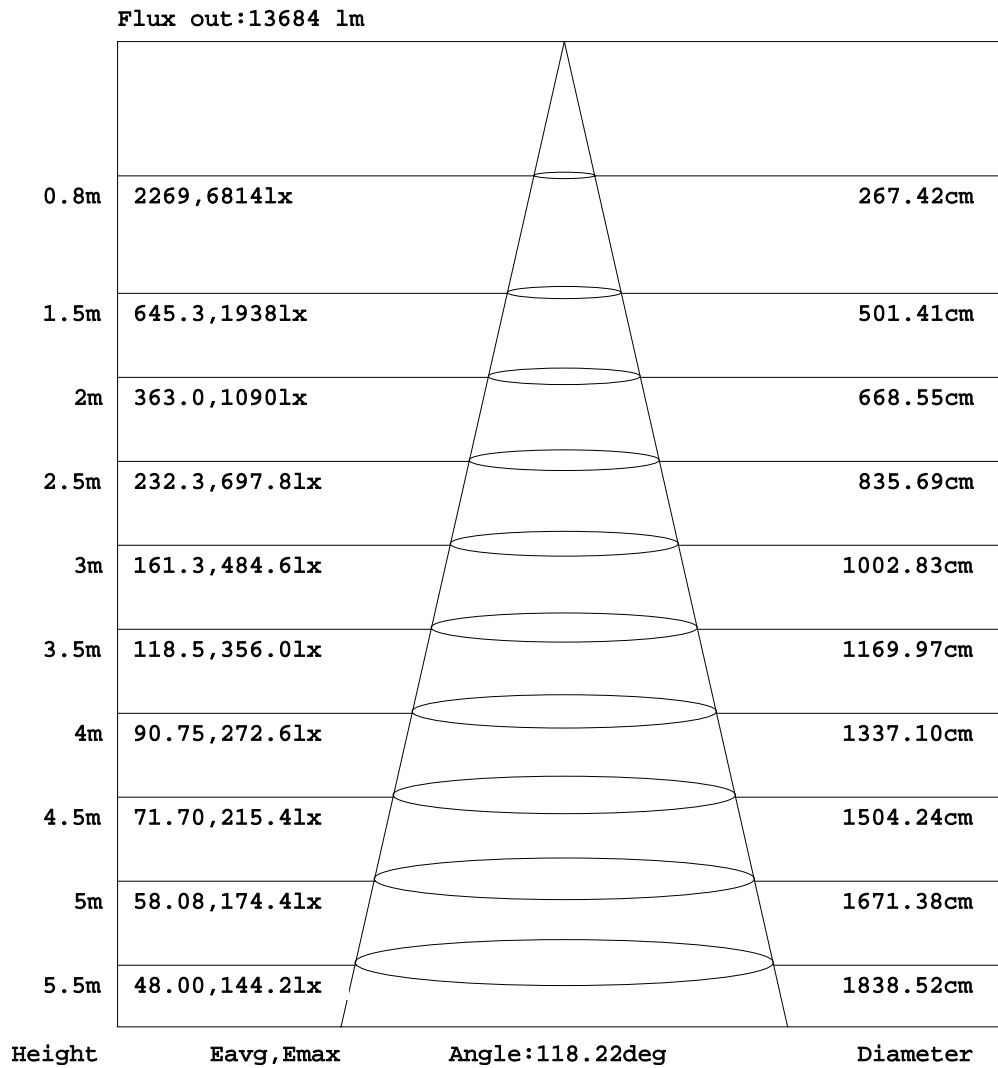 Flux out:13684 lm
0.8m 2269,6814lx 267.42cm
1.5m 645.3,1938lx 501.41cm
2m 363.0,1090lx 668.55cm
2.5m 232.3,697.8lx 835.69cm
3m 161.3,484.6lx 1002.83cm
3.5m 118.5,356.0lx 1169.97cm
4m 90.75,272.6lx 1337.10cm
4.5m 71.70,215.4lx 1504.24cm
5m 58.08,174.4lx 1671.38cm
5.5m 48.00,144.2lx 1838.52cm
Height Eavg,Emax Angle:118.22deg Diameter